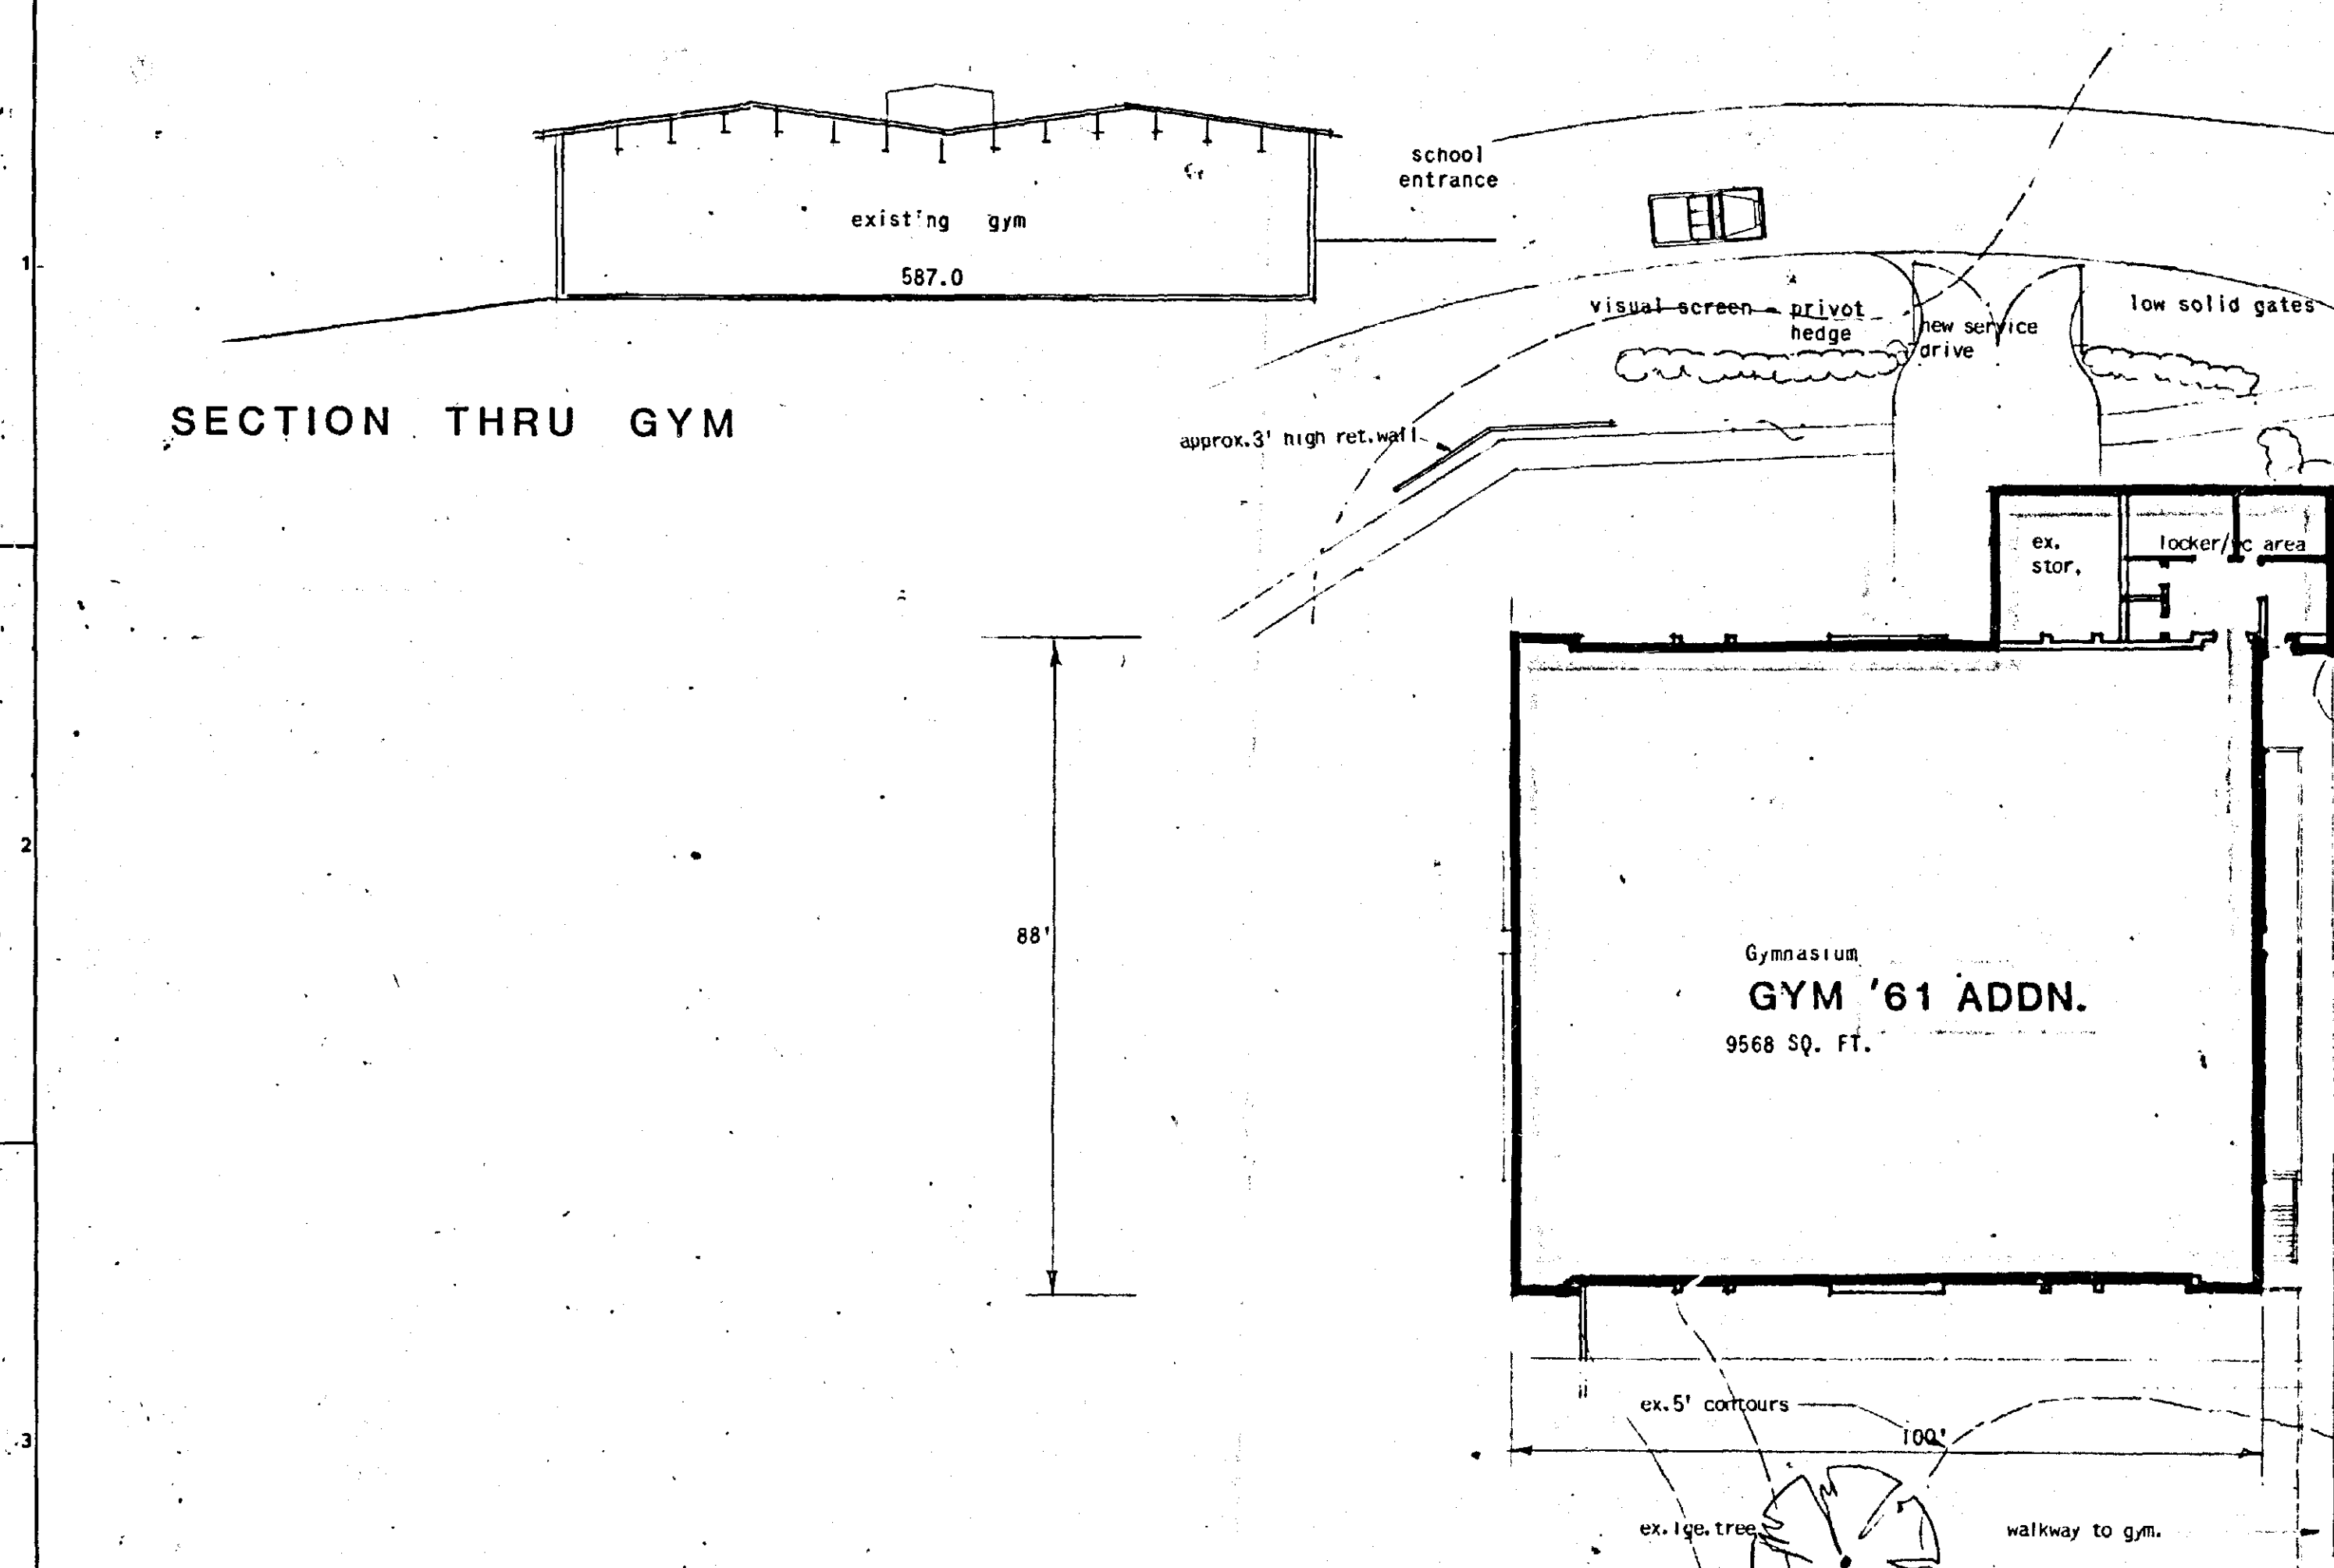 school
entrance
existing gym
1
587.0
visual screen - privot
hedge
new service
drive
low solid gates
SECTION THRU GYM
approx.3' high ret.wall
ex.
stor.
locker/wc area
2
88'
Gymnasium
GYM '61 ADDN.
9568 SQ. FT.
ex.5' contours
100'
3
ex.lge.tree
walkway to gym.